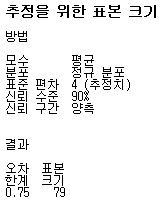 추정을 위한 표본 크기
방법
모수 평균
분포 정규 분포
표준 편차 4 (추정치)
신뢰 수준 90%
신뢰 구간 양측
결과
오차 표본
한계 크기
0.75 79